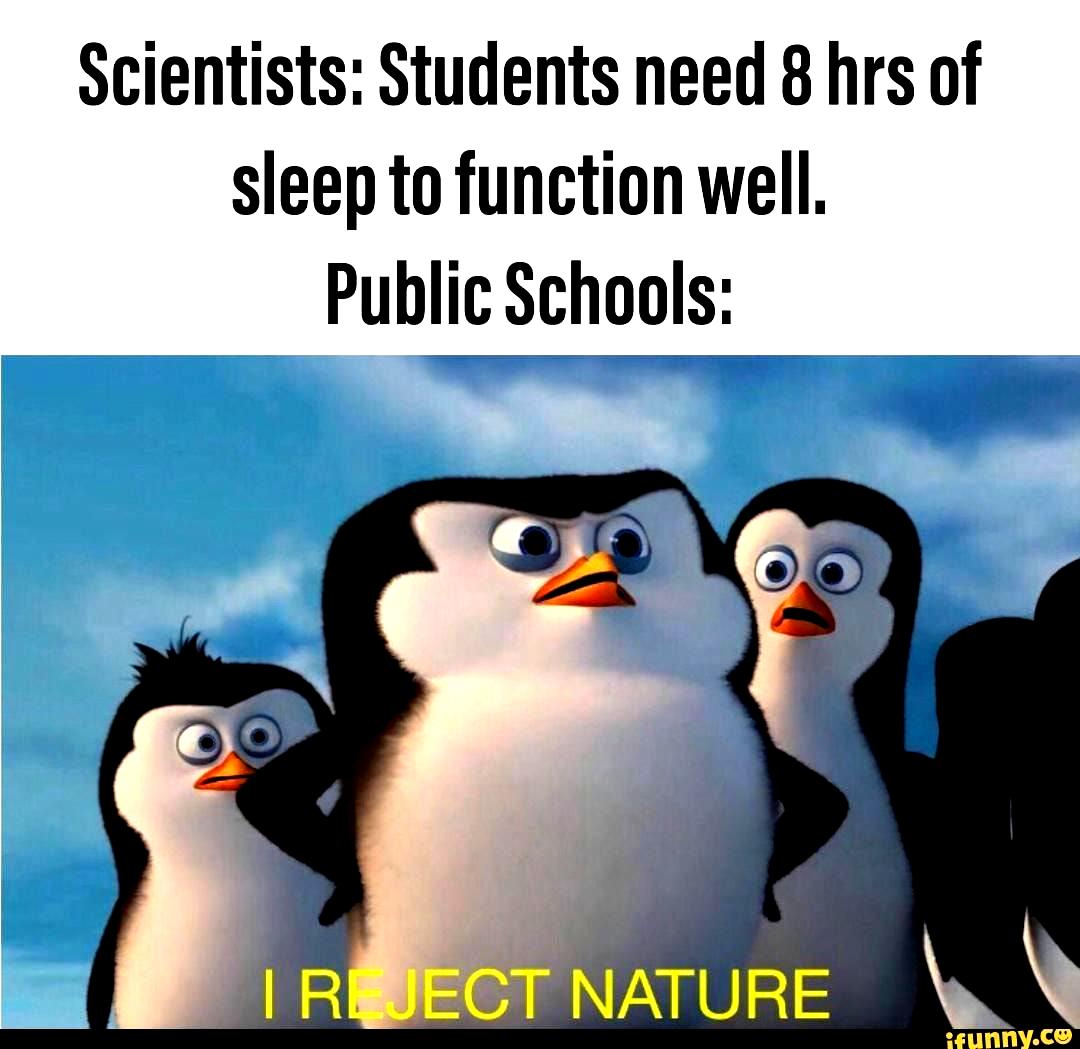 Scientists: Students need 8 hrs of
sleep to function well.
Public Schools:
I REJECT NATURE
ifunny.co